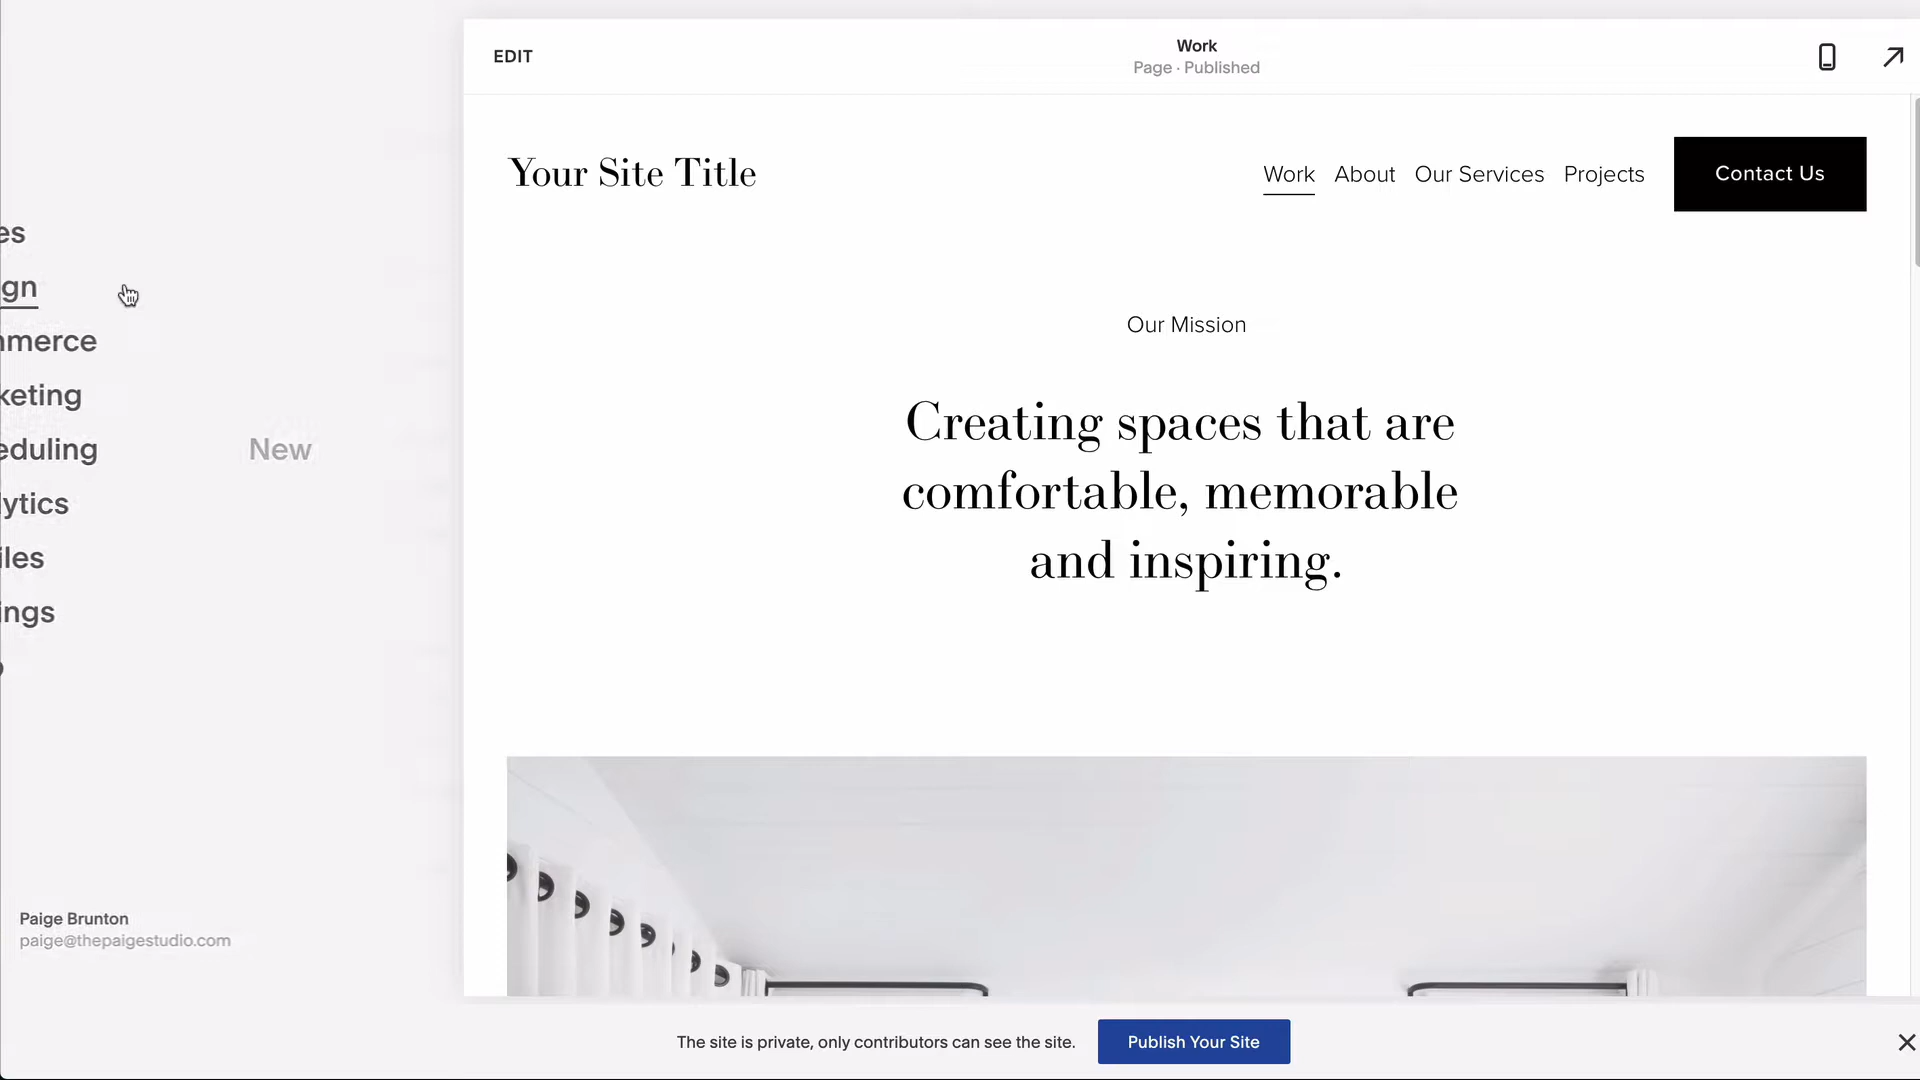 EDIT
Work
Page · Published
Your Site Title
Work About Our Services Projects Contact Us
Our Mission
Creating spaces that are
comfortable, memorable
and inspiring.
es
gn
merce
keting
eduling New
lytics
iles
ings
Paige Brunton
paige@thepaigestudio.com
The site is private, only contributors can see the site.
Publish Your Site